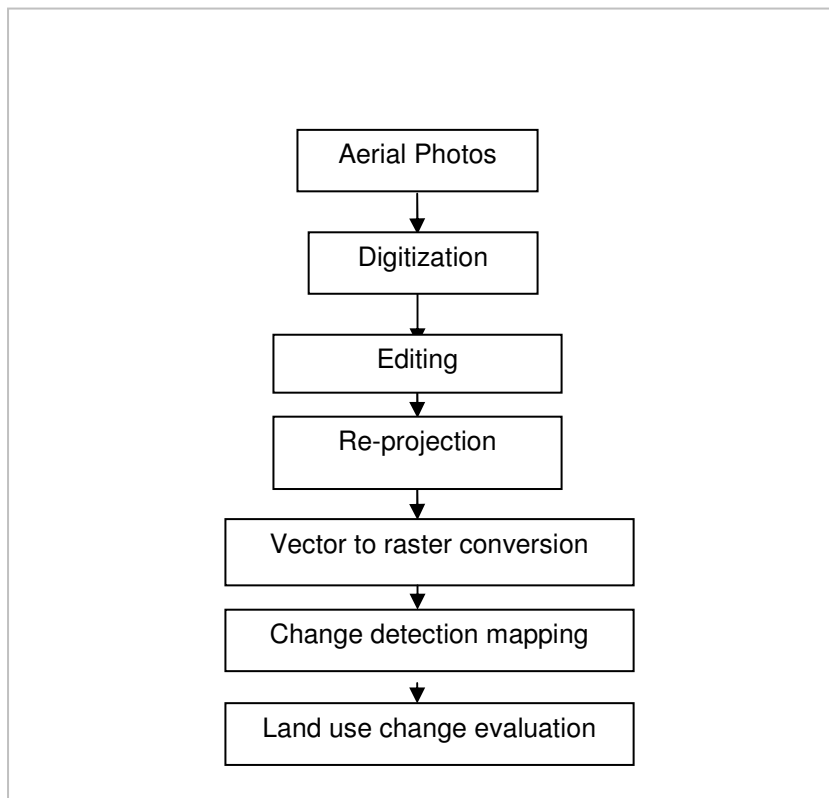 Aerial Photos
Digitization
Editing
Re-projection
Vector to raster conversion
Change detection mapping
Land use change evaluation